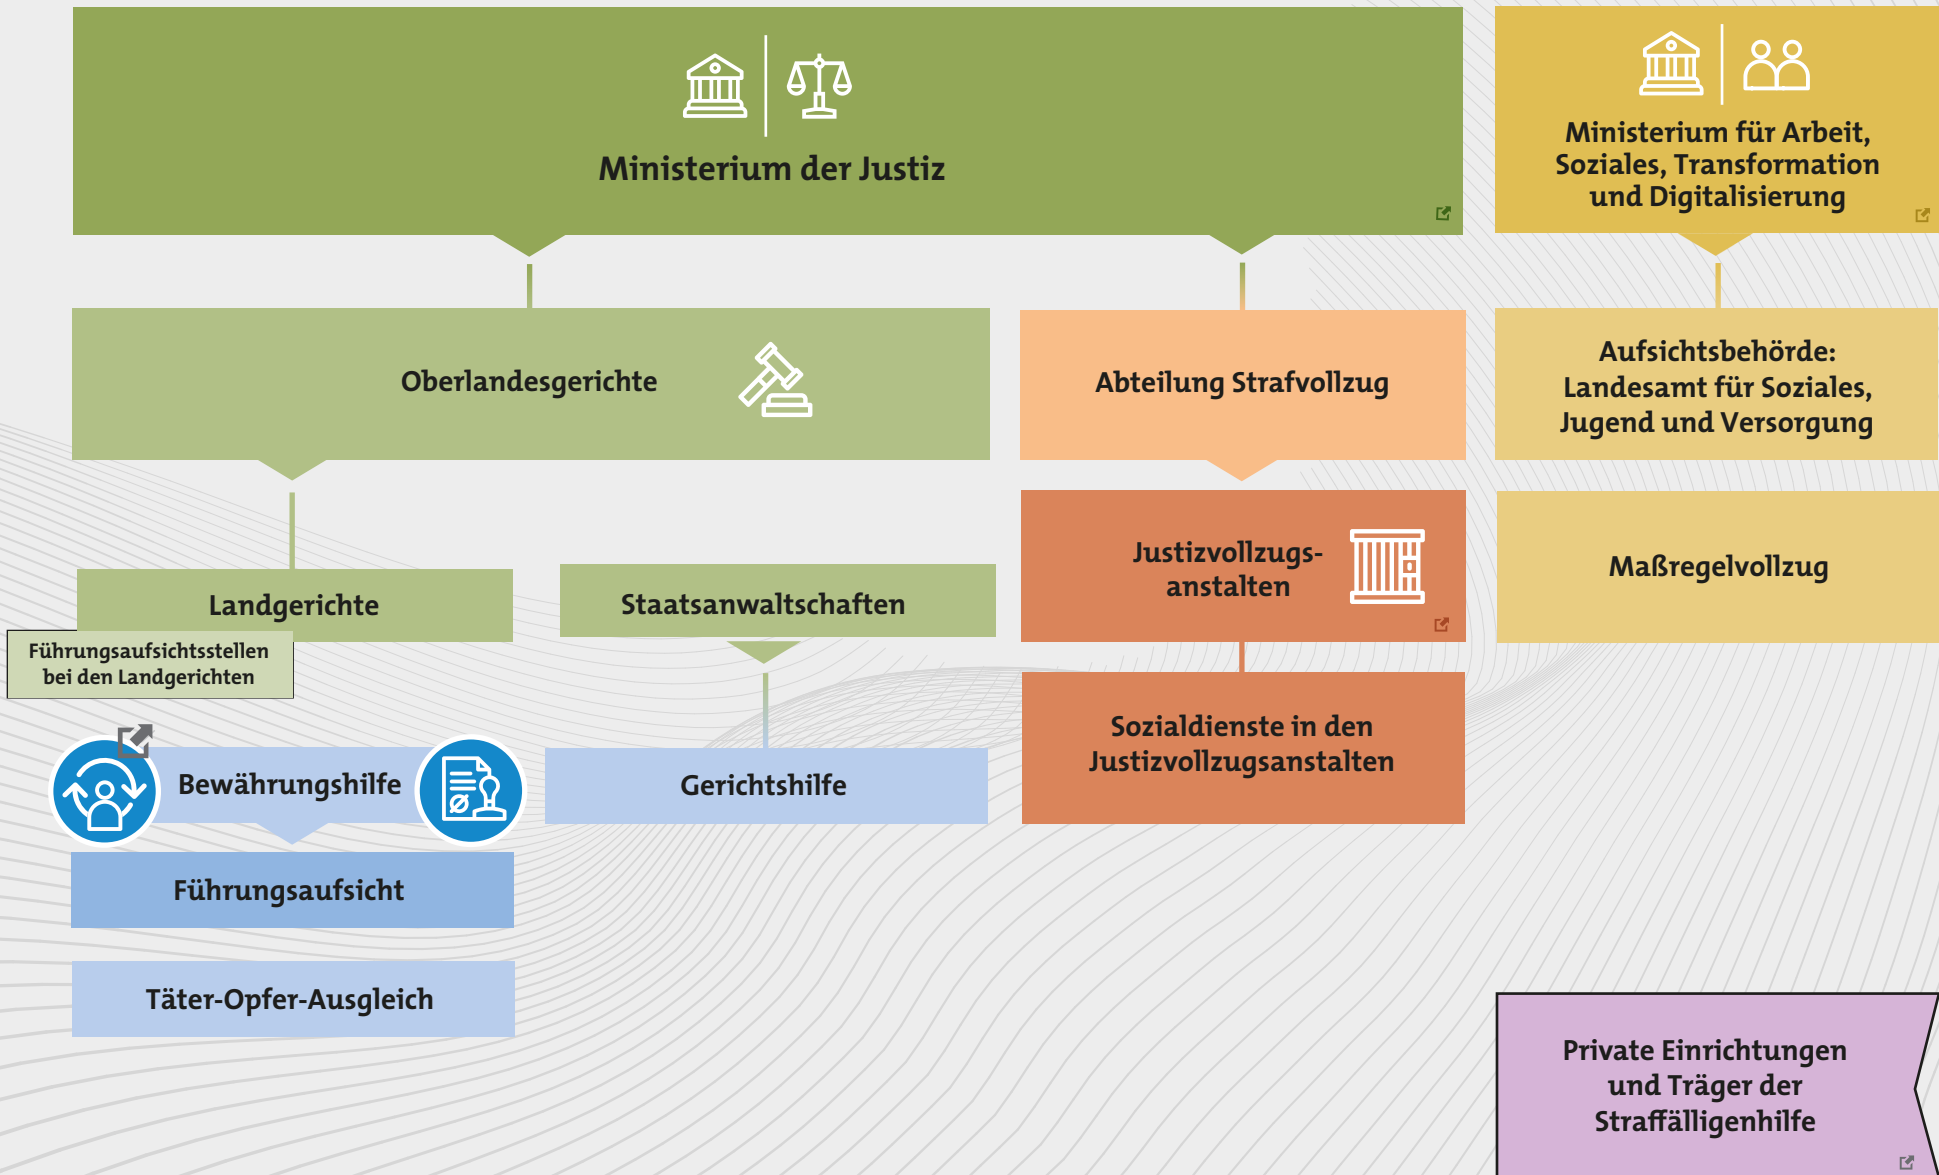 Ministerium der Justiz
Ministerium für Arbeit,
Soziales, Transformation
und Digitalisierung
Oberlandesgerichte
Abteilung Strafvollzug
Aufsichtsbehörde:
Landesamt für Soziales,
Jugend und Versorgung
Justizvollzugs-
anstalten
Maßregelvollzug
Landgerichte
Staatsanwaltschaften
Führungsaufsichtsstellen
bei den Landgerichten
Sozialdienste in den
Justizvollzugsanstalten
Bewährungshilfe
Gerichtshilfe
Führungsaufsicht
Täter-Opfer-Ausgleich
Private Einrichtungen
und Träger der
Straffälligenhilfe